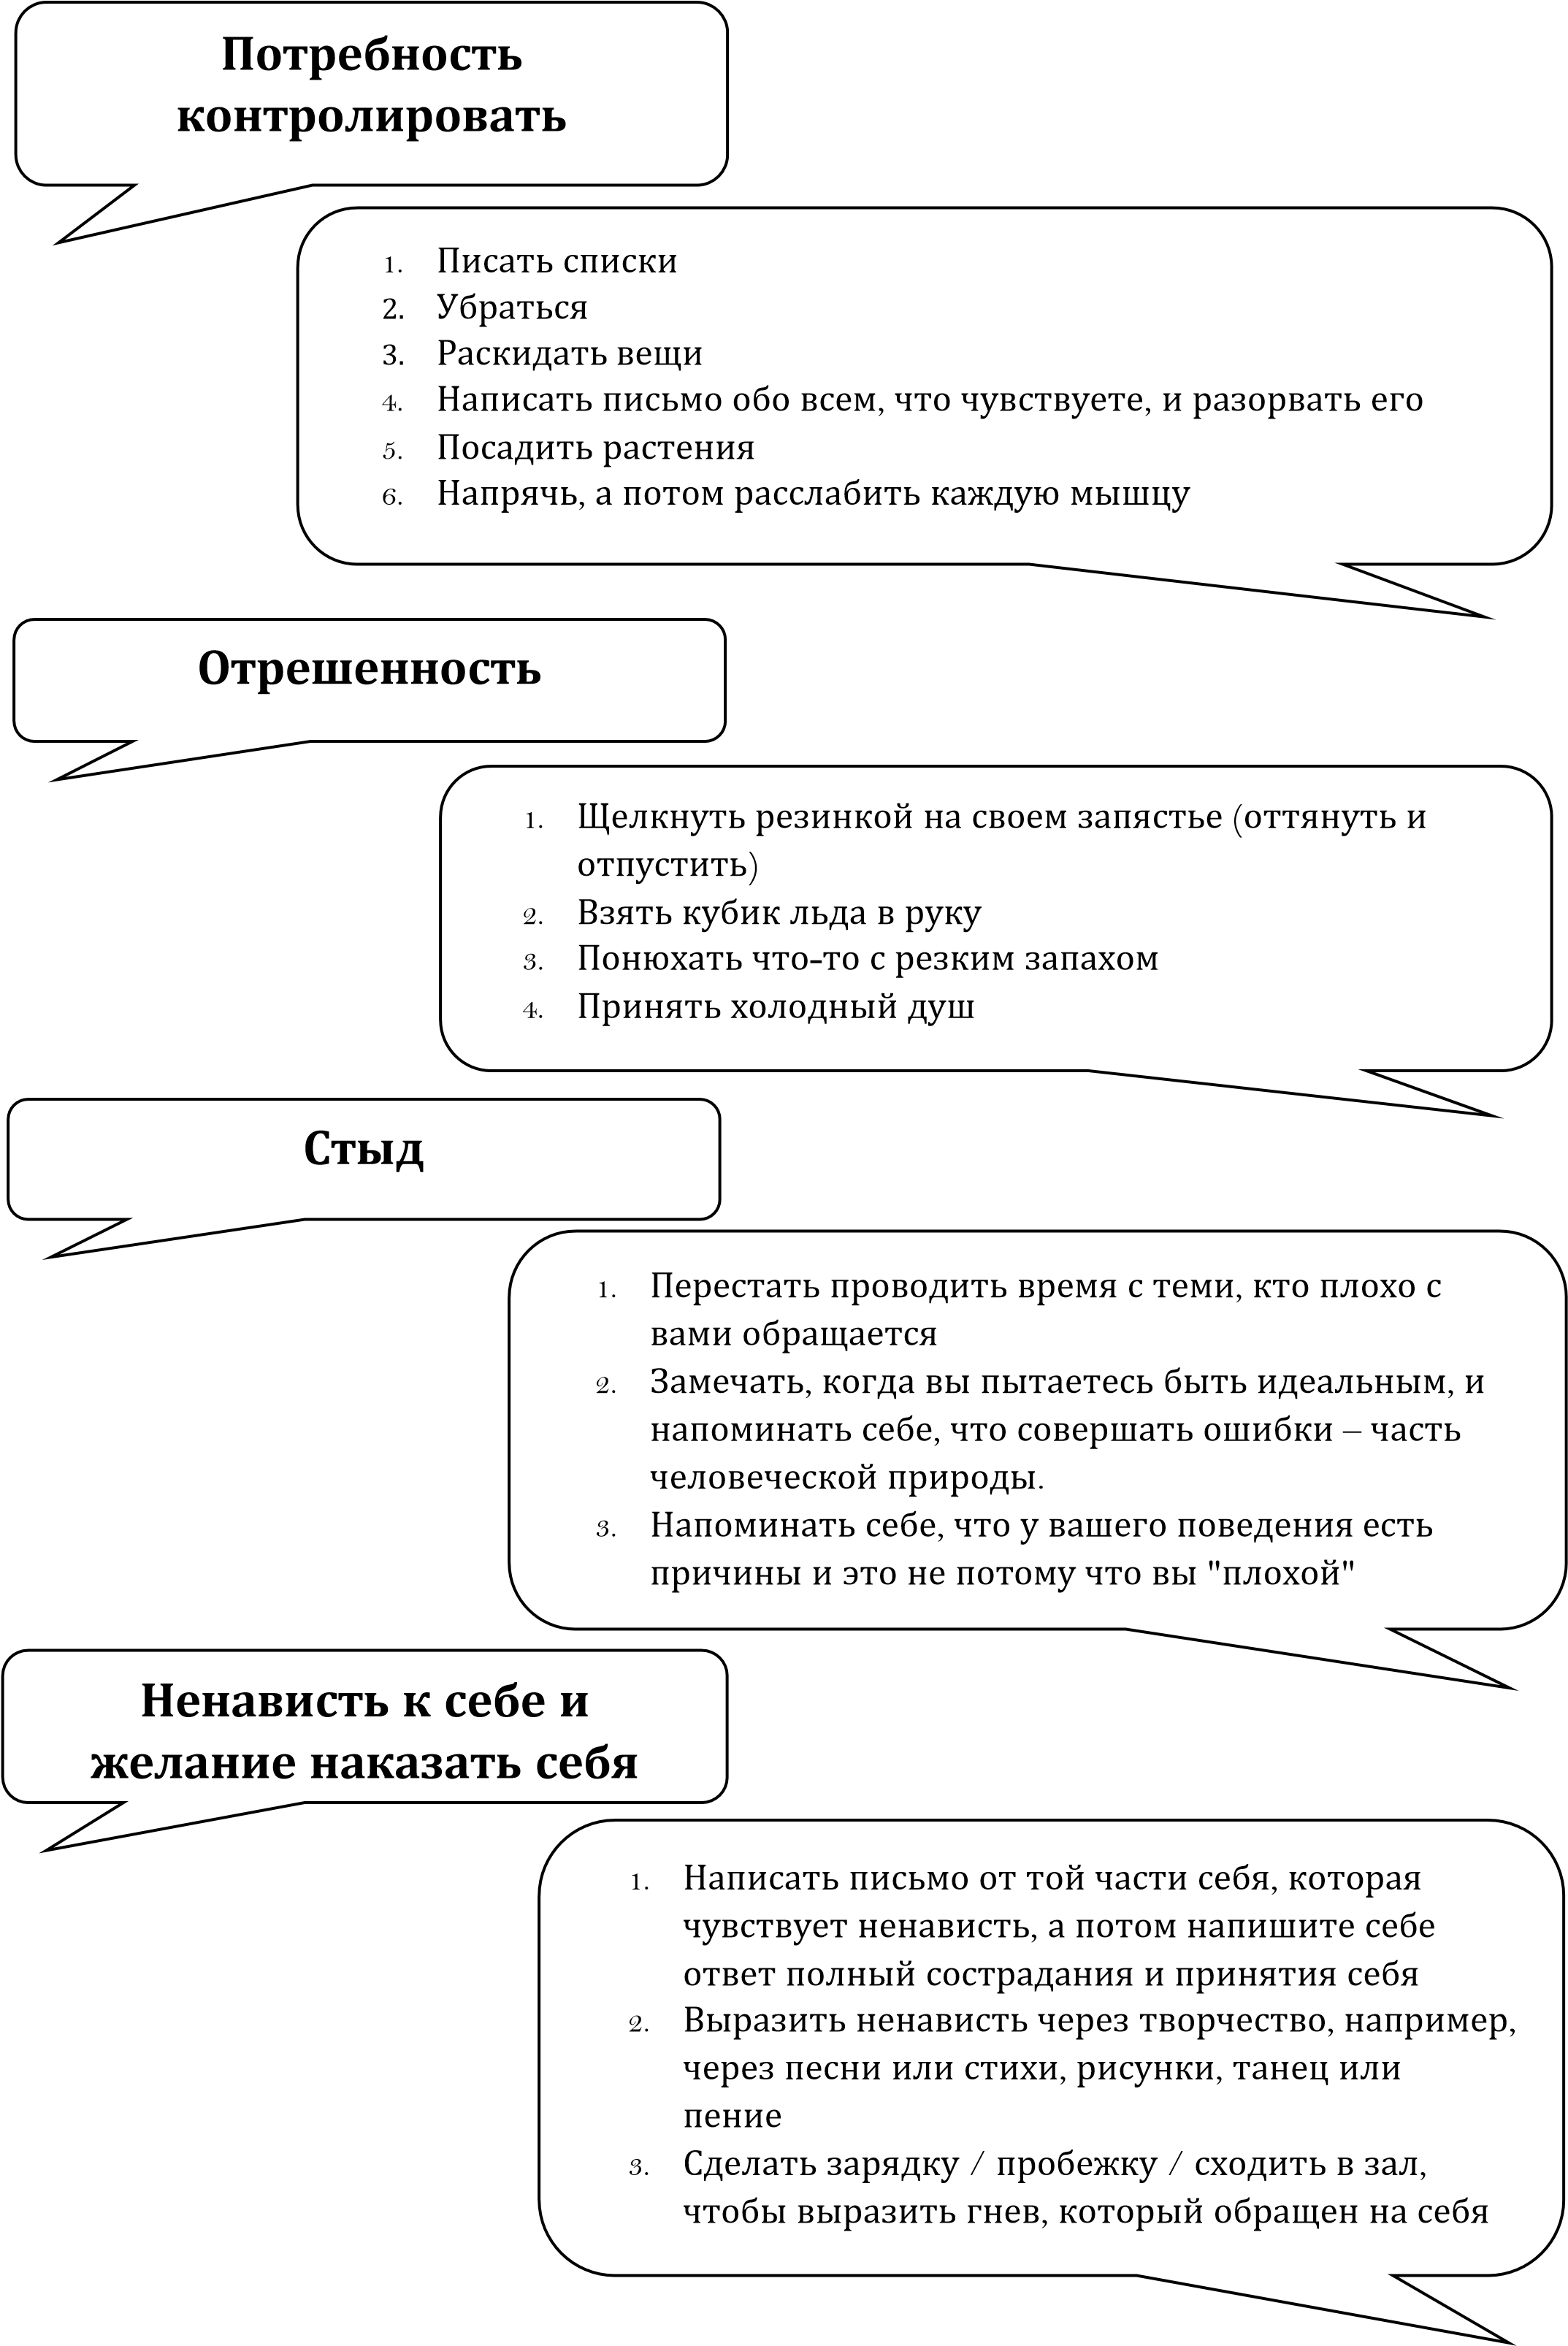 Потребность
контролировать
1. Писать списки
2. Убраться
3. Раскидать вещи
4. Написать письмо обо всем, что чувствуете, и разорвать его
5. Посадить растения
6. Напрячь, а потом расслабить каждую мышцу
Отрешенность
1. Щелкнуть резинкой на своем запястье (оттянуть и
отпустить)
2. Взять кубик льда в руку
3. Понюхать что-то с резким запахом
4. Принять холодный душ
Стыд
1. Перестать проводить время с теми, кто плохо с
вами обращается
2. Замечать, когда вы пытаетесь быть идеальным, и
напоминать себе, что совершать ошибки – часть
человеческой природы.
3. Напоминать себе, что у вашего поведения есть
причины и это не потому что вы "плохой"
Ненависть к себе и
желание наказать себя
1. Написать письмо от той части себя, которая
чувствует ненависть, а потом напишите себе
ответ полный сострадания и принятия себя
2. Выразить ненависть через творчество, например,
через песни или стихи, рисунки, танец или
пение
3. Сделать зарядку / пробежку / сходить в зал,
чтобы выразить гнев, который обращен на себя